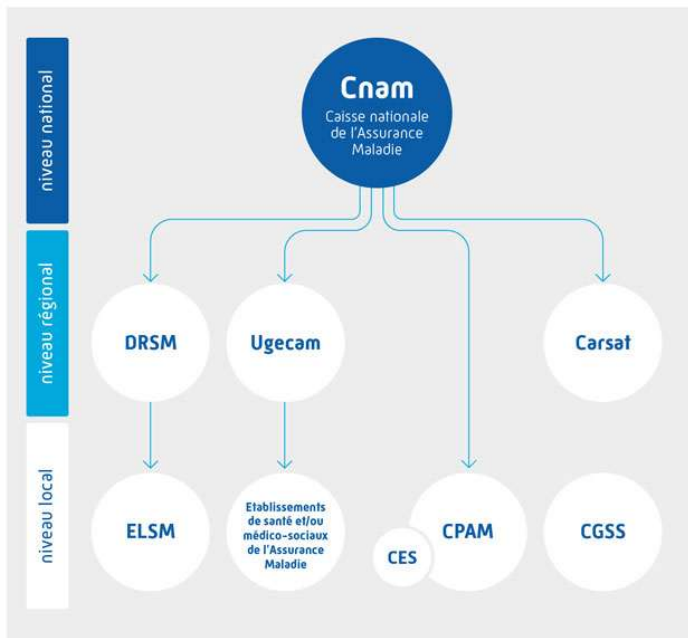 niveau national
Cnam
Caisse nationale
de l'Assurance
Maladie
niveau régional
DRSM
Ugecam
Carsat
niveau local
ELSM
Etablissements
de santé et/ou
médico-sociaux
de l'Assurance
Maladie
CES
CPAM
CGSS